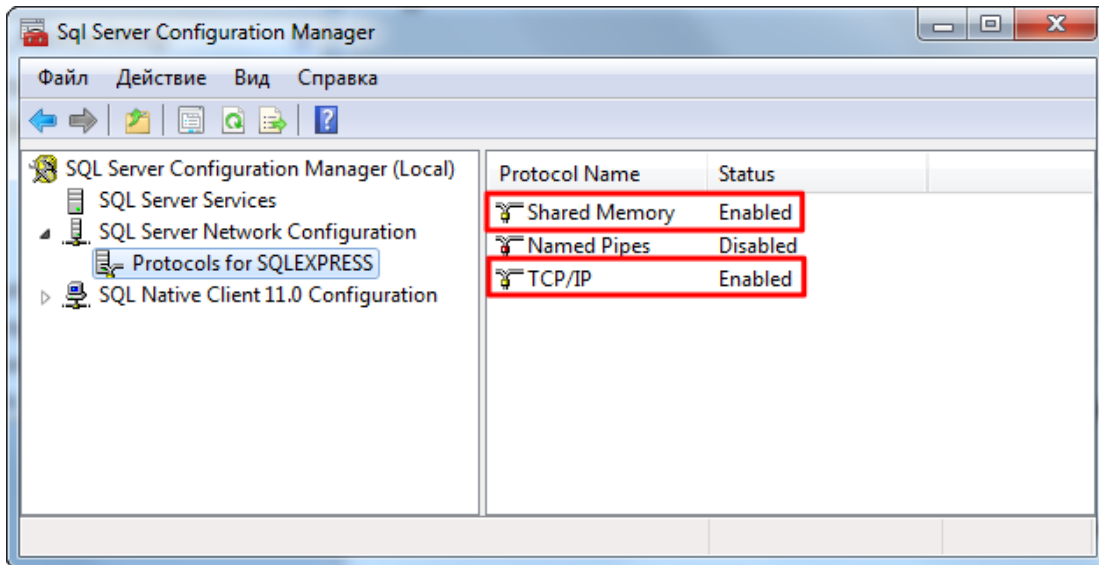 Sql Server Configuration Manager
Файл Действие Вид Справка
SQL Server Configuration Manager (Local)
SQL Server Services
SQL Server Network Configuration
Protocols for SQLEXPRESS
SQL Native Client 11.0 Configuration
Protocol Name Status
Shared Memory Enabled
Named Pipes Disabled
TCP/IP Enabled